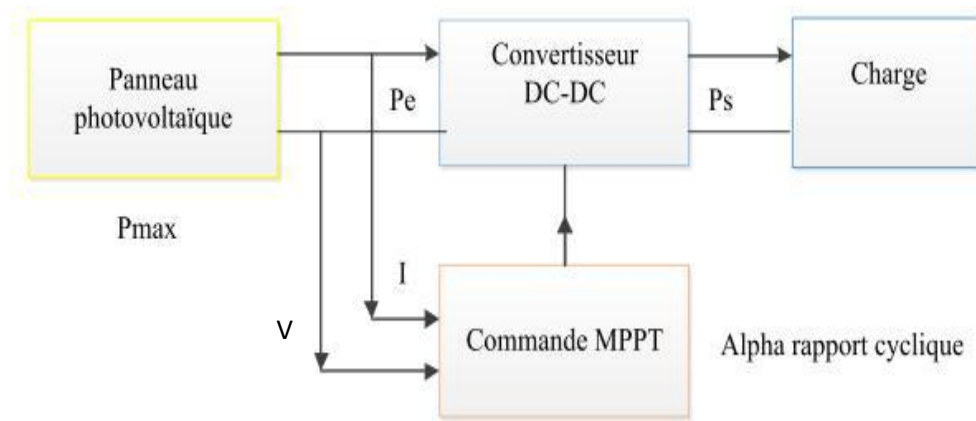 Panneau
photovoltaïque
Convertisseur
DC-DC
Charge
Pe
Ps
Pmax
I
V
Commande MPPT
Alpha rapport cyclique